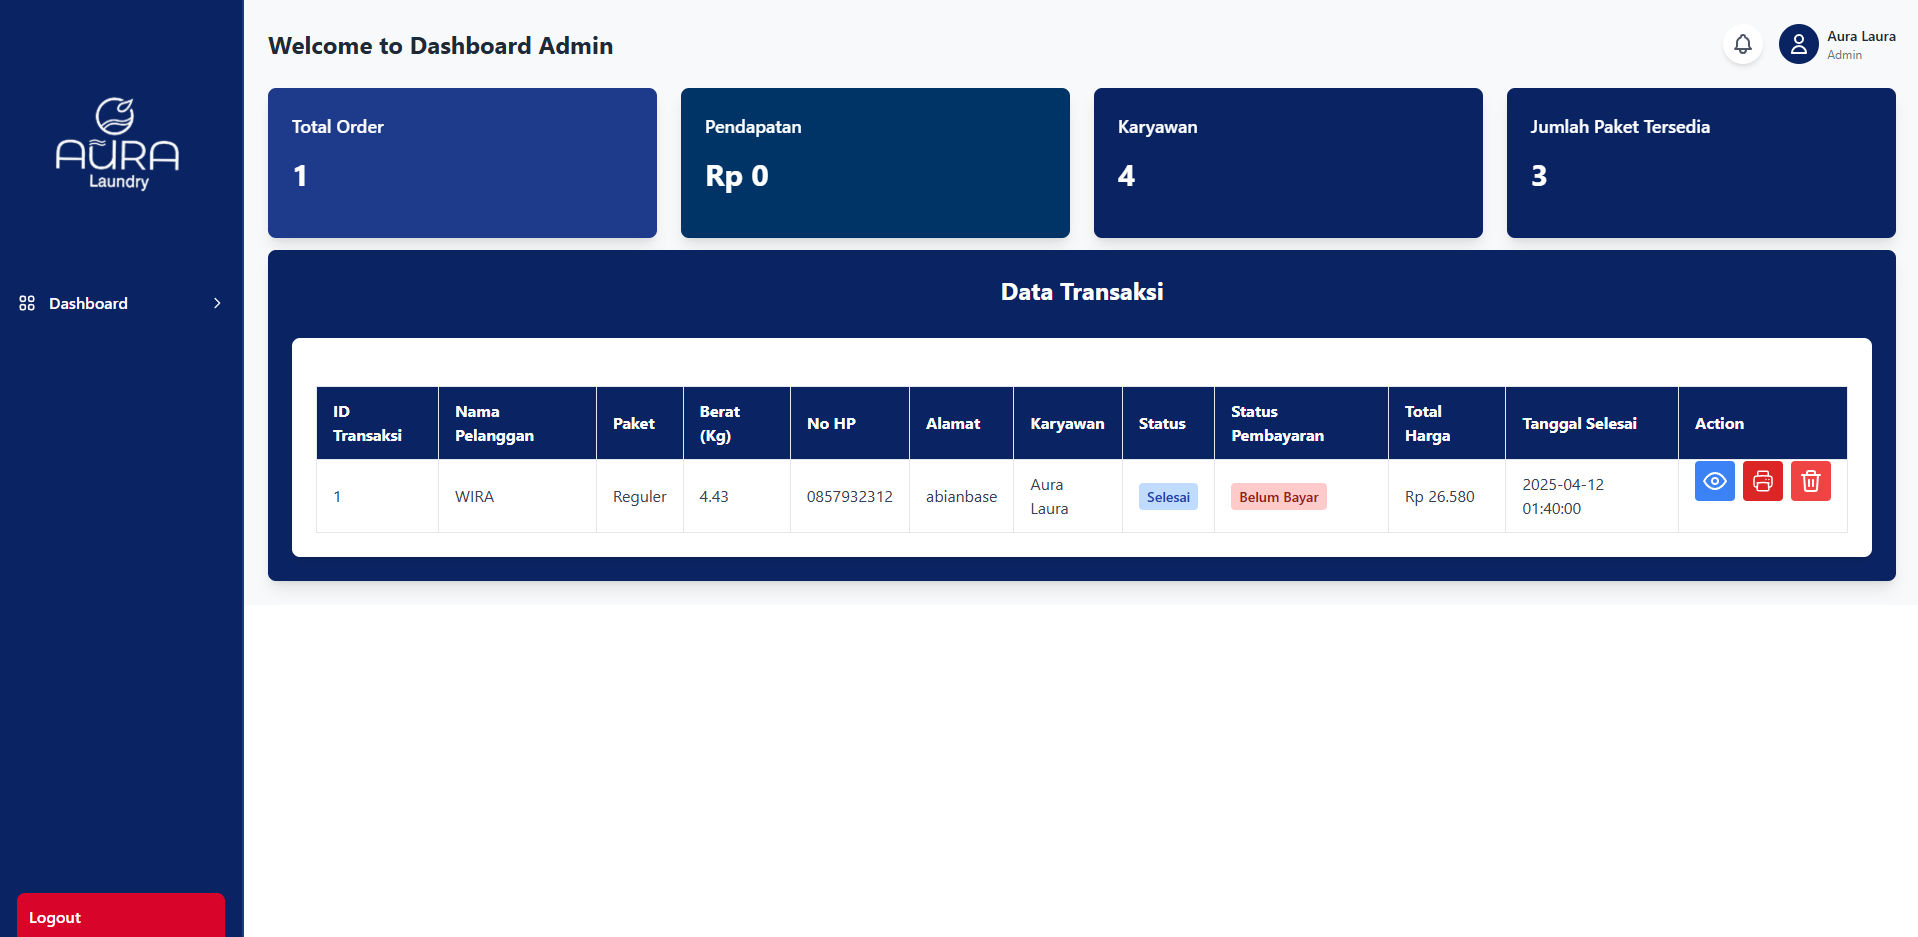 AURA
Laundry
Dashboard
Logout
Welcome to Dashboard Admin
Aura Laura
Admin
Total Order
1
Pendapatan
Rp 0
Karyawan
4
Jumlah Paket Tersedia
3
Data Transaksi
ID Transaksi
Nama Pelanggan
Paket
Berat (Kg)
No HP
Alamat
Karyawan
Status
Status Pembayaran
Total Harga
Tanggal Selesai
Action
1
WIRA
Reguler
4.43
0857932312
abianbase
Aura Laura
Selesai
Belum Bayar
Rp 26.580
2025-04-12 01:40:00